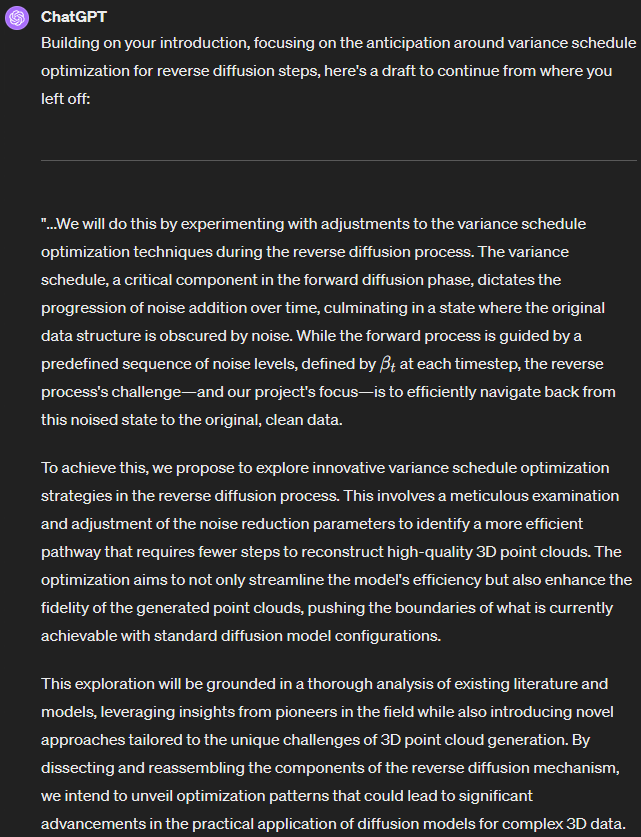 ChatGPT
Building on your introduction, focusing on the anticipation around variance schedule
optimization for reverse diffusion steps, here's a draft to continue from where you
left off:
"...We will do this by experimenting with adjustments to the variance schedule
optimization techniques during the reverse diffusion process. The variance
schedule, a critical component in the forward diffusion phase, dictates the
progression of noise addition over time, culminating in a state where the original
data structure is obscured by noise. While the forward process is guided by a
predefined sequence of noise levels, defined by βt at each timestep, the reverse
process's challenge—and our project's focus—is to efficiently navigate back from
this noised state to the original, clean data.
To achieve this, we propose to explore innovative variance schedule optimization
strategies in the reverse diffusion process. This involves a meticulous examination
and adjustment of the noise reduction parameters to identify a more efficient
pathway that requires fewer steps to reconstruct high-quality 3D point clouds. The
optimization aims to not only streamline the model's efficiency but also enhance the
fidelity of the generated point clouds, pushing the boundaries of what is currently
achievable with standard diffusion model configurations.
This exploration will be grounded in a thorough analysis of existing literature and
models, leveraging insights from pioneers in the field while also introducing novel
approaches tailored to the unique challenges of 3D point cloud generation. By
dissecting and reassembling the components of the reverse diffusion mechanism,
we intend to unveil optimization patterns that could lead to significant
advancements in the practical application of diffusion models for complex 3D data.